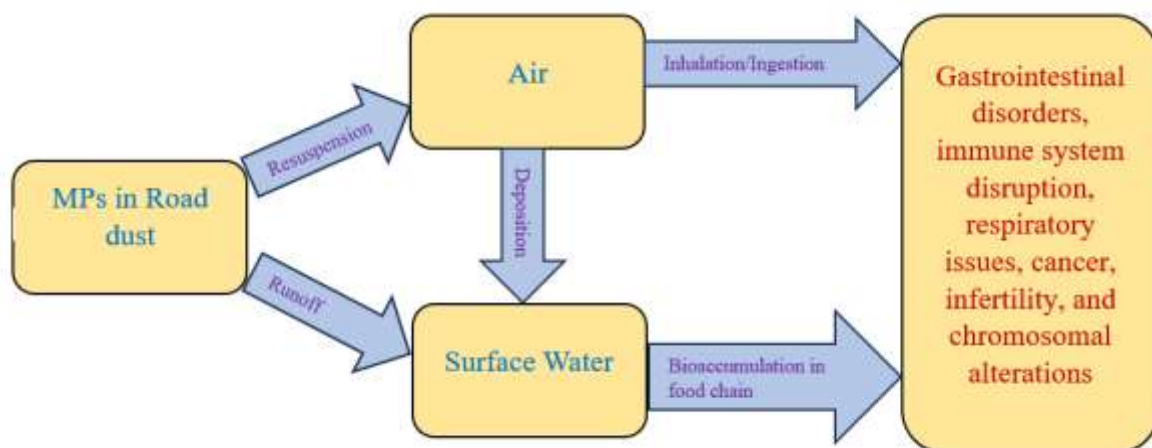 MPs in Road
dust
Resuspension
Runoff
Air
Deposition
Surface Water
Inhalation/Ingestion
Bioaccumulation in
food chain
Gastrointestinal
disorders,
immune system
disruption,
respiratory
issues, cancer,
infertility, and
chromosomal
alterations